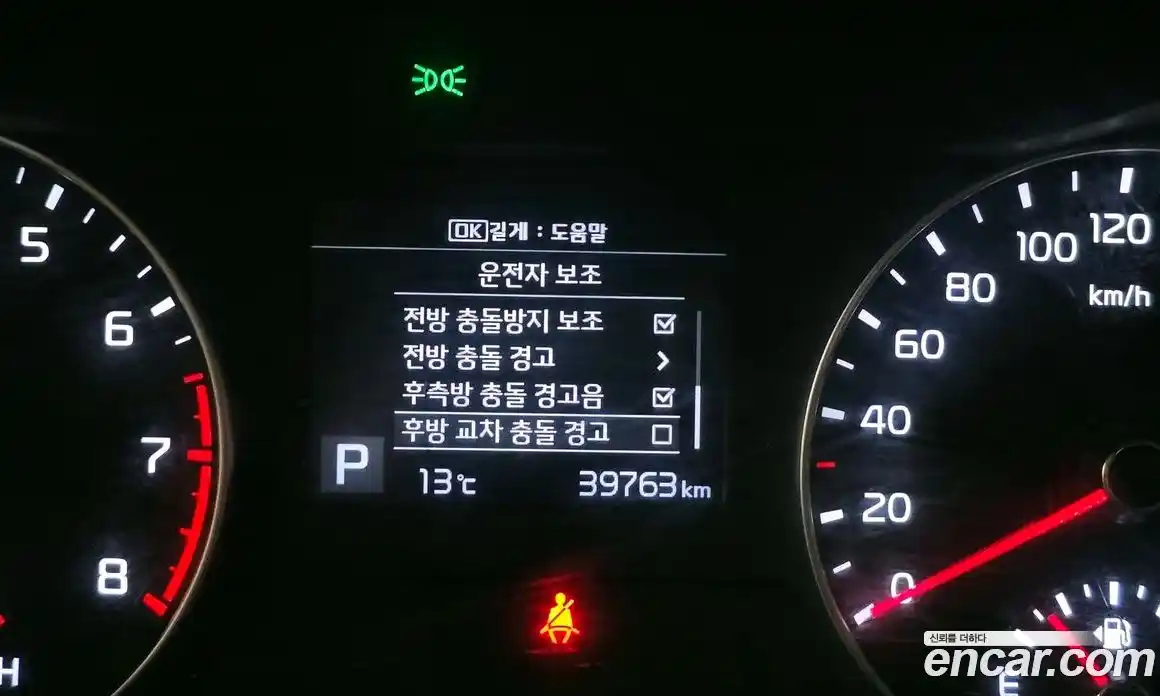 OK길게 : 도움말
운전자 보조
전방 충돌방지 보조
전방 충돌 경고
후측방 충돌 경고음
후방 교차 충돌 경고
P
13℃
39763 km
5
6
7
8
H
120
100
80
60
40
20
0
km/h
E
신뢰를 더하다
encar.com